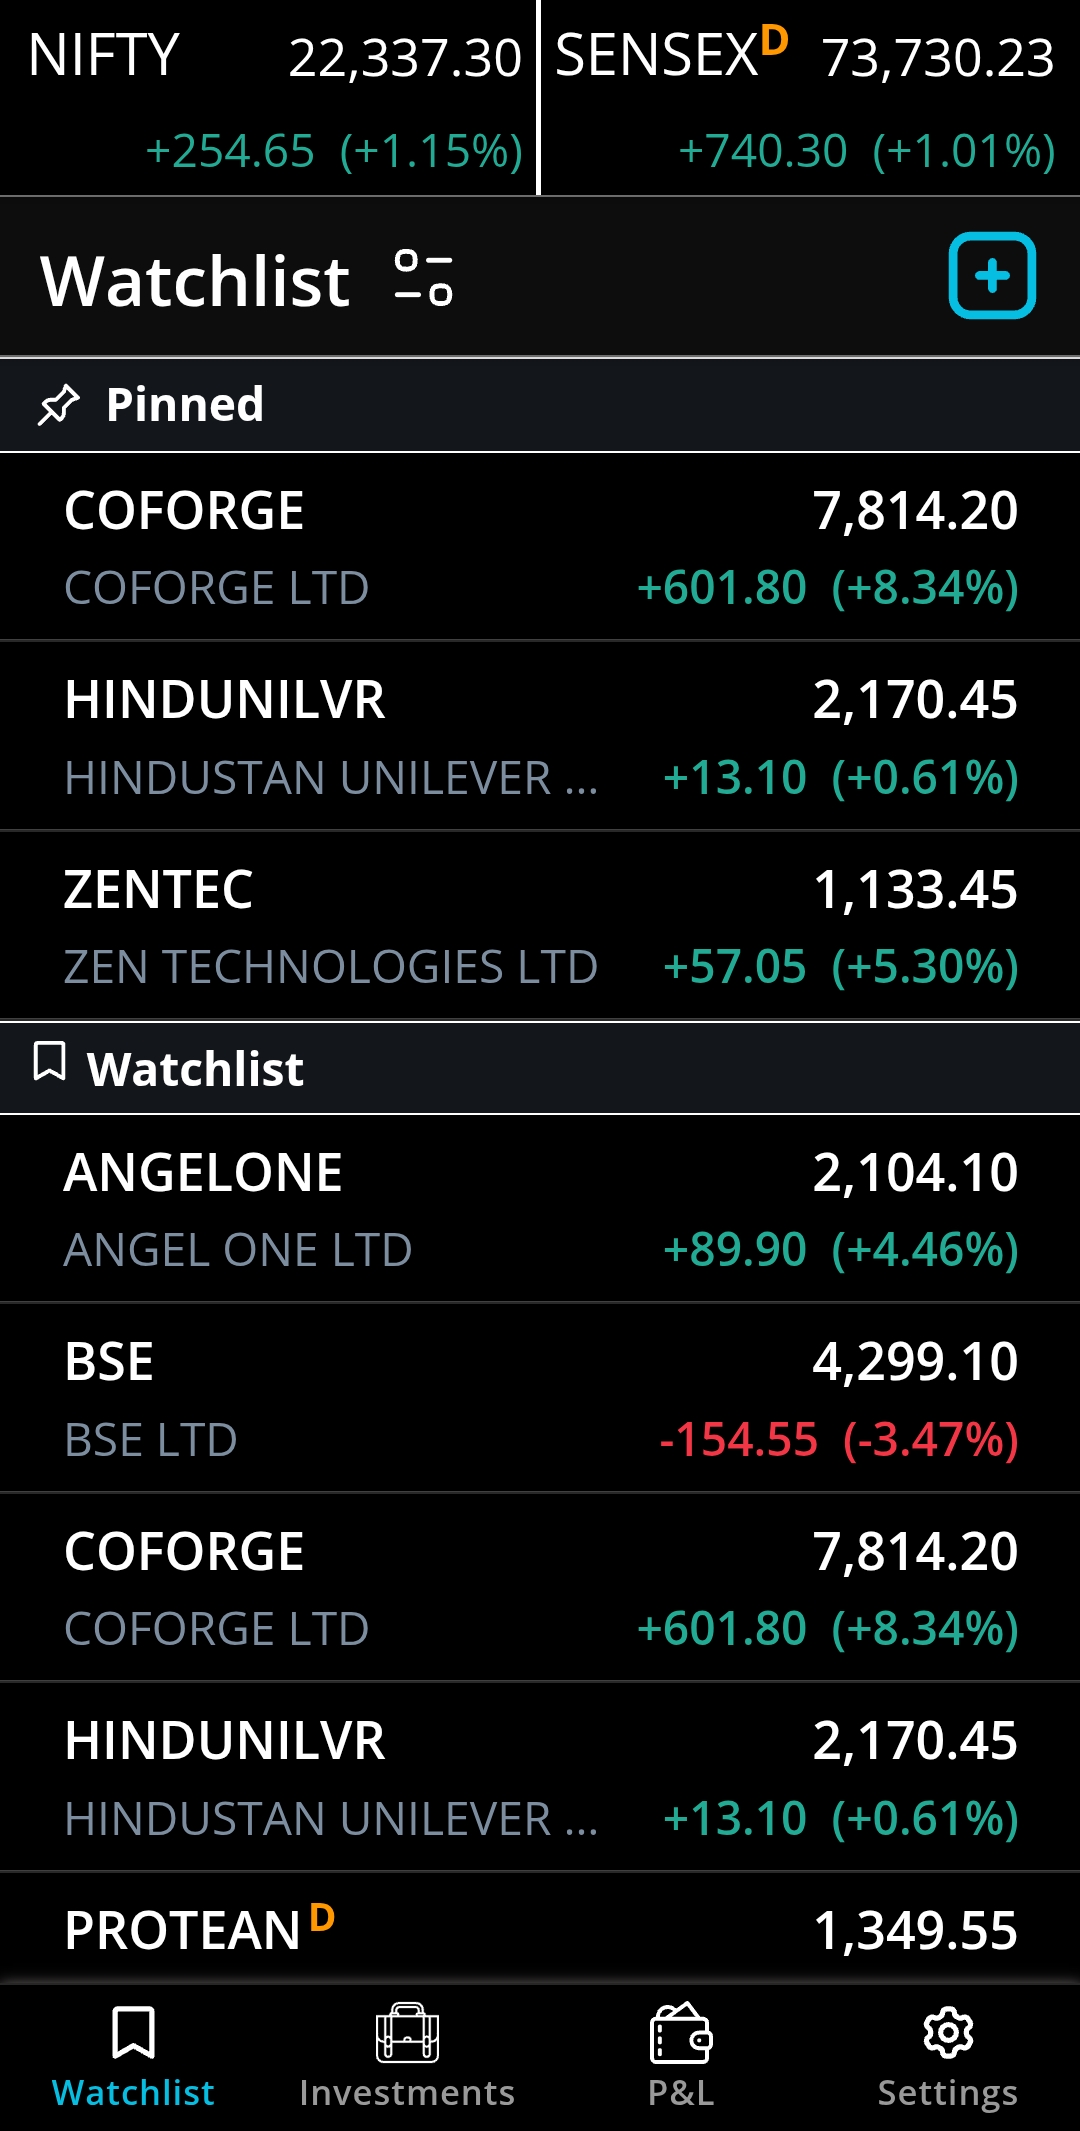 NIFTY 22,337.30
+254.65 (+1.15%)
SENSEX D 73,730.23
+740.30 (+1.01%)
Watchlist
Pinned
COFORGE 7,814.20
COFORGE LTD +601.80 (+8.34%)
HINDUNILVR 2,170.45
HINDUSTAN UNILEVER ... +13.10 (+0.61%)
ZENTEC 1,133.45
ZEN TECHNOLOGIES LTD +57.05 (+5.30%)
Watchlist
ANGELONE 2,104.10
ANGEL ONE LTD +89.90 (+4.46%)
BSE 4,299.10
BSE LTD -154.55 (-3.47%)
COFORGE 7,814.20
COFORGE LTD +601.80 (+8.34%)
HINDUNILVR 2,170.45
HINDUSTAN UNILEVER ... +13.10 (+0.61%)
PROTEAN D 1,349.55
Watchlist Investments P&L Settings